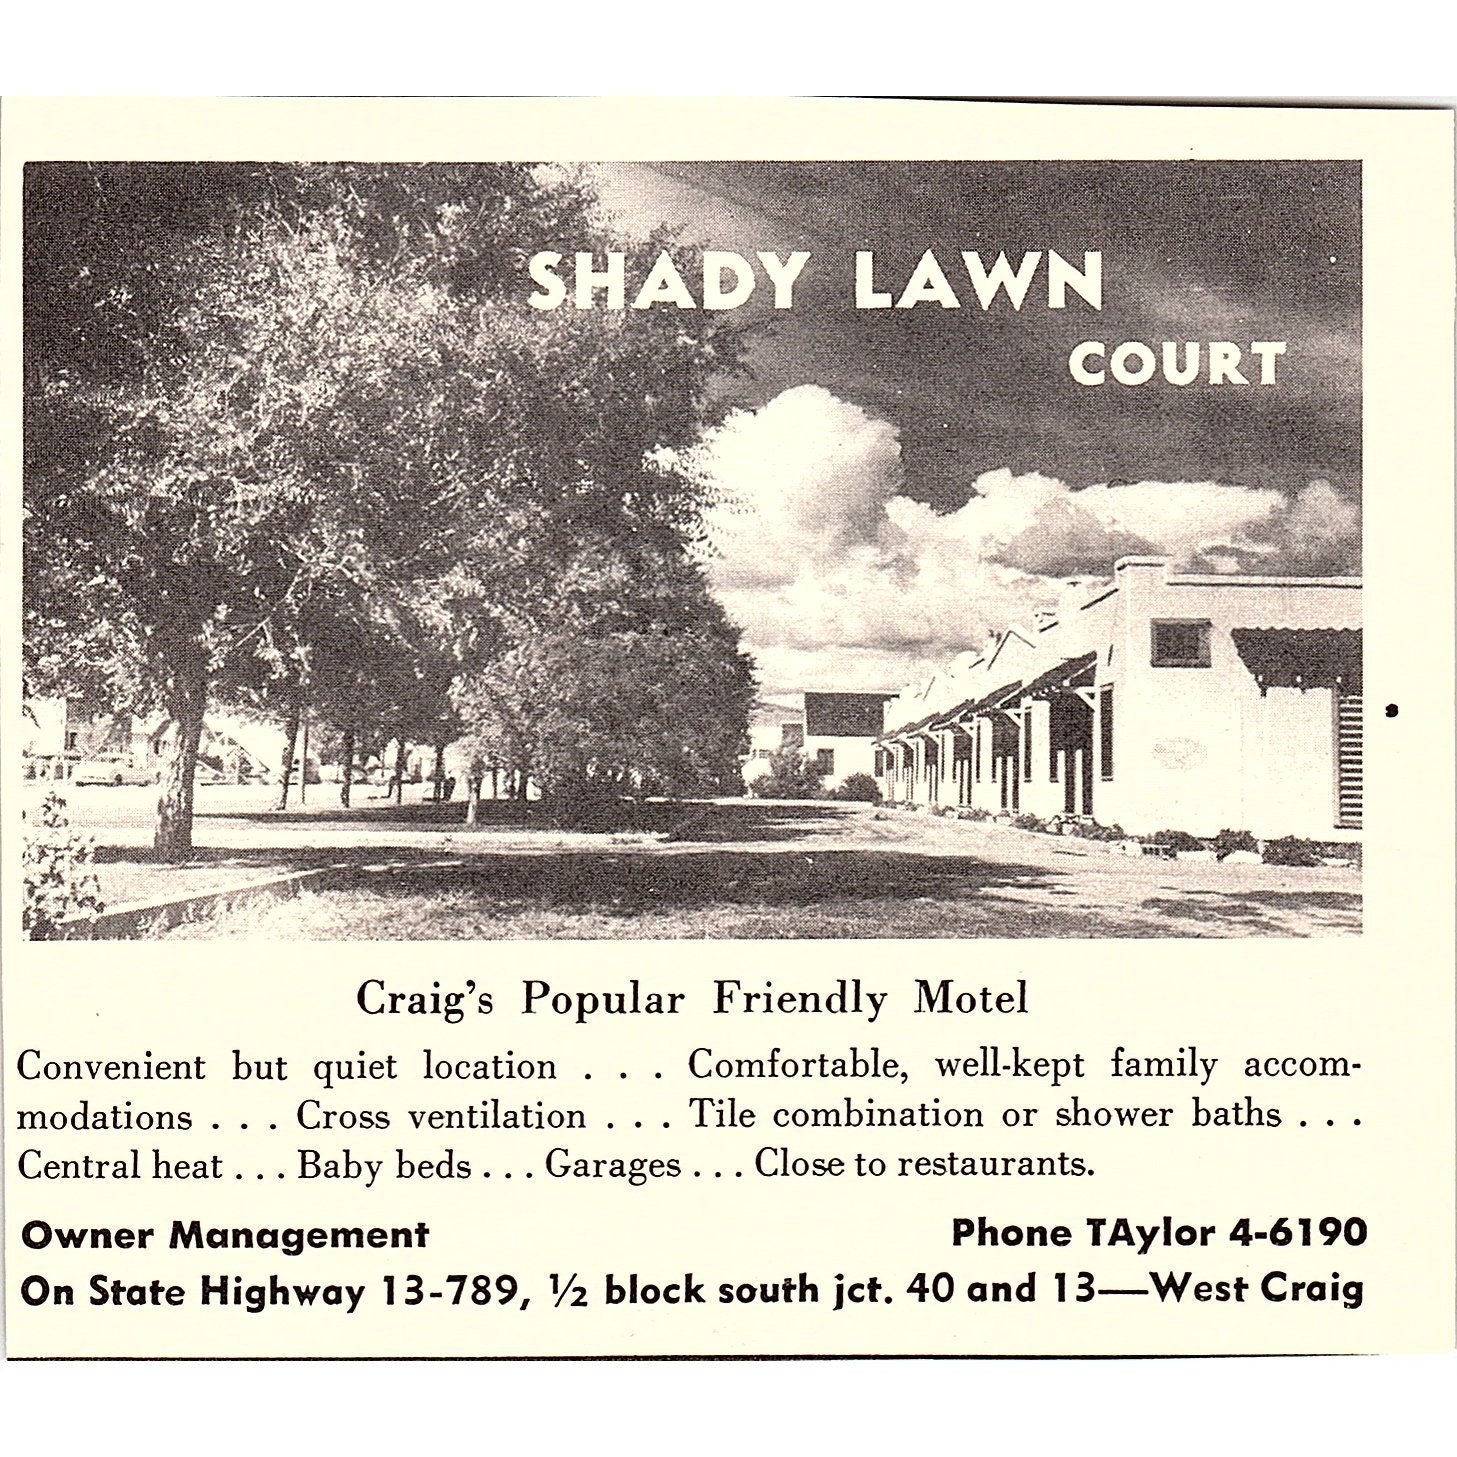 SHADY LAWN
COURT
Craig's Popular Friendly Motel
Convenient but quiet location . . . Comfortable, well-kept family accom-
modations . . . Cross ventilation . . . Tile combination or shower baths . . .
Central heat . . . Baby beds . . . Garages . . . Close to restaurants.
Owner Management
Phone TAylor 4-6190
On State Highway 13-789, ½ block south jct. 40 and 13—West Craig
s